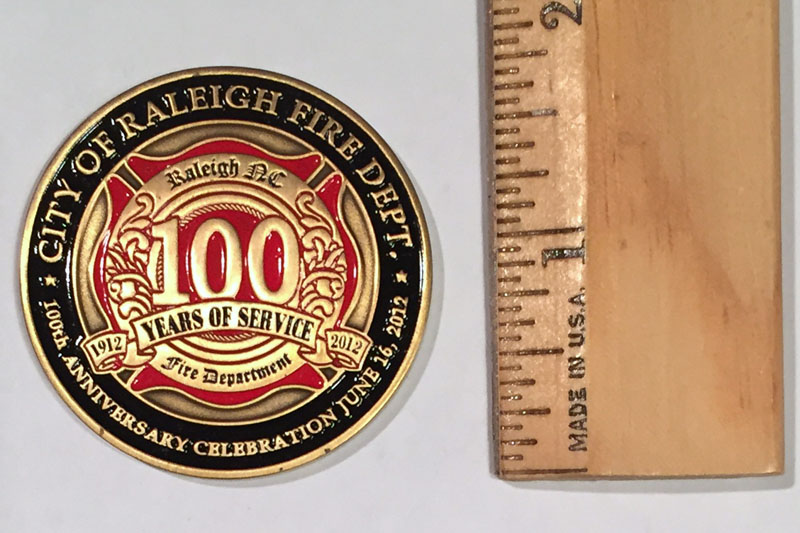 CITY OF RALEIGH FIRE DEPT.
Raleigh NC
100
YEARS OF SERVICE
1912
2012
Fire Department
100th ANNIVERSARY CELEBRATION JUNE 16, 2012
2
1
MADE IN U.S.A.